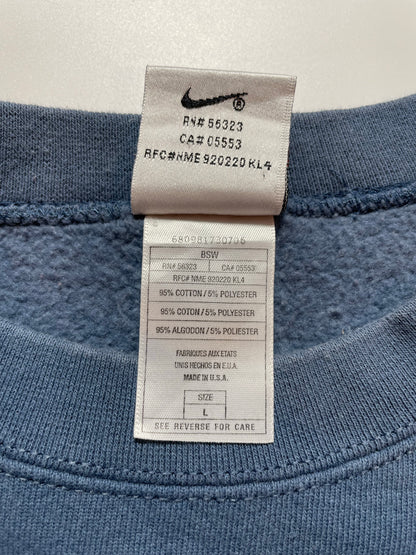 ®
RN# 56323
CA# 05553
RFC#NME 920220 KL4
680981730706
BSW
RN# 56323 CA# 05553
RFC# NME 920220 KL4
95% COTTON / 5% POLYESTER
95% COTON / 5% POLYESTER
95% ALGODON / 5% POLIESTER
FABRIQUES AUX ETATS
UNIS HECHOS EN E.U.A.
MADE IN U.S.A.
SIZE
L
SEE REVERSE FOR CARE